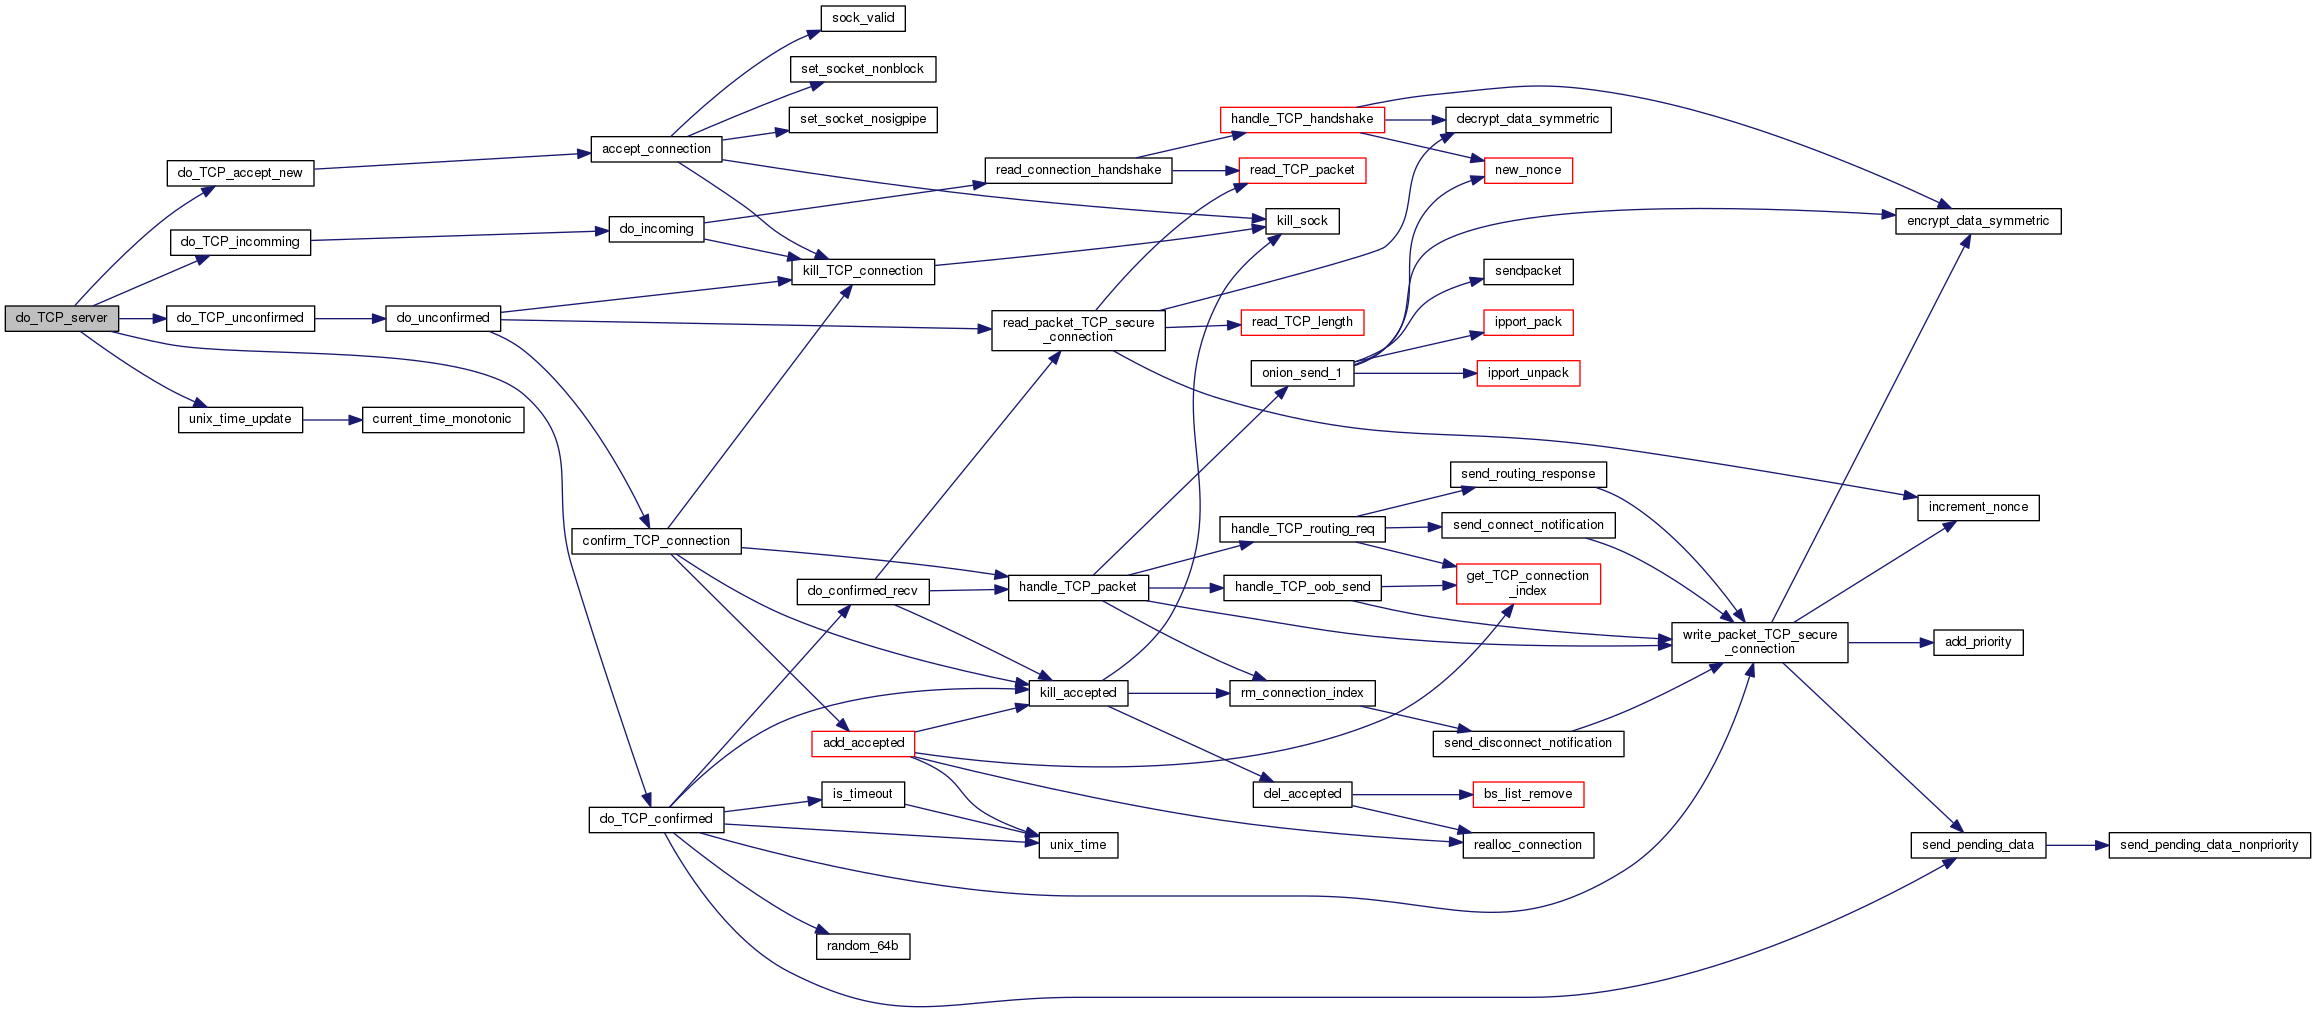 sock_valid
set_socket_nonblock
set_socket_nosigpipe
accept_connection
do_TCP_accept_new
do_TCP_incomming
do_incoming
kill_TCP_connection
do_TCP_server
do_TCP_unconfirmed
do_unconfirmed
unix_time_update
current_time_monotonic
read_connection_handshake
handle_TCP_handshake
read_TCP_packet
kill_sock
decrypt_data_symmetric
new_nonce
encrypt_data_symmetric
read_packet_TCP_secure
_connection
read_TCP_length
onion_send_1
sendpacket
ipport_pack
ipport_unpack
confirm_TCP_connection
do_confirmed_recv
handle_TCP_packet
handle_TCP_routing_req
handle_TCP_oob_send
send_routing_response
send_connect_notification
get_TCP_connection
_index
increment_nonce
write_packet_TCP_secure
_connection
add_priority
kill_accepted
rm_connection_index
add_accepted
send_disconnect_notification
del_accepted
bs_list_remove
realloc_connection
do_TCP_confirmed
is_timeout
unix_time
random_64b
send_pending_data
send_pending_data_nonpriority